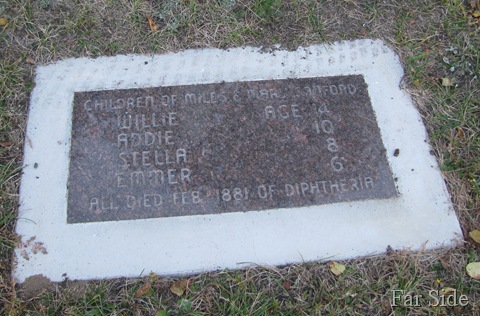 CHILDREN OF MILES & MARY SANFORD
WILLIE AGE
ADDIE 10
STELLA 8
EMMER 6
ALL DIED FEB 1881 OF DIPHTHERIA
Far Side